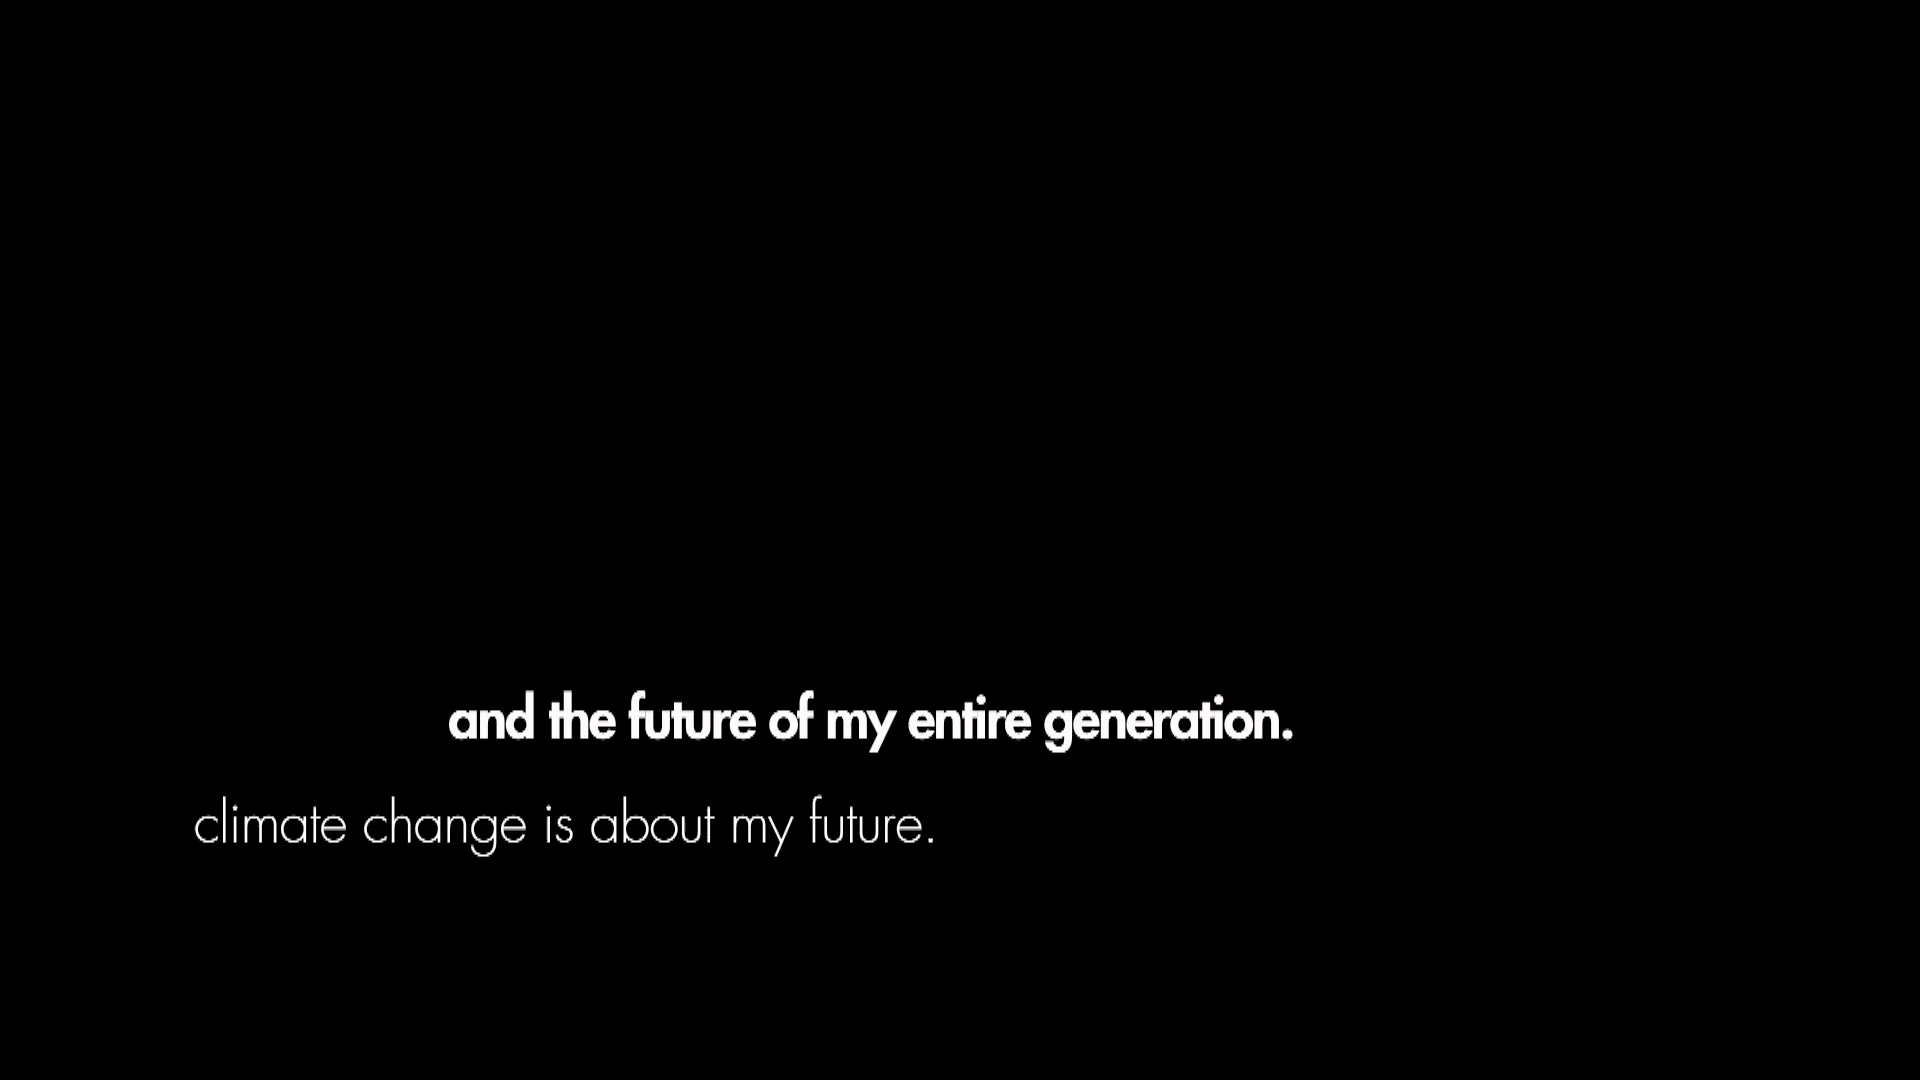 and the future of my entire generation.
climate change is about my future.